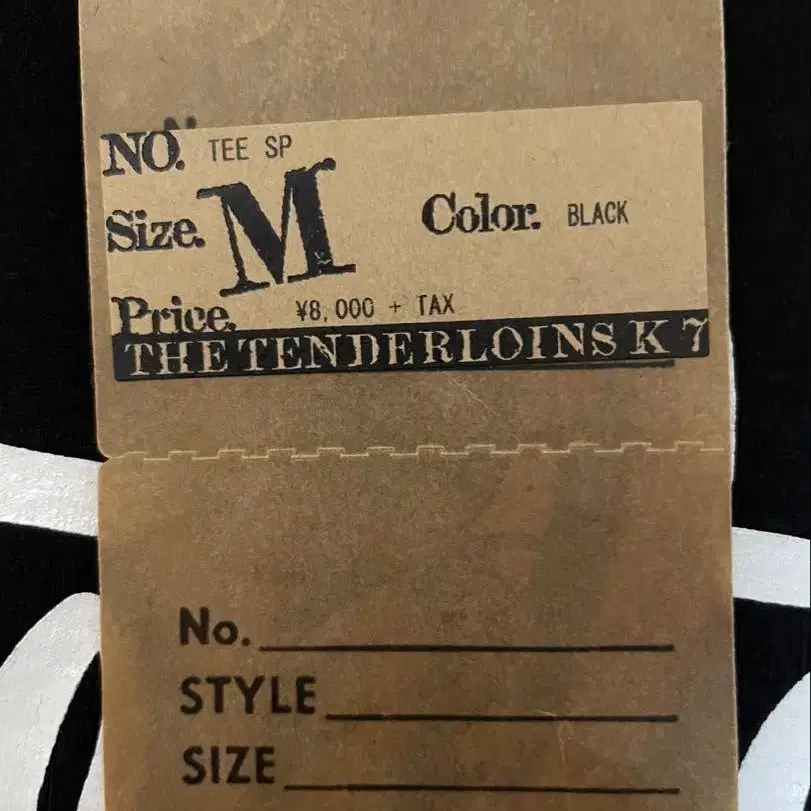 NO. TEE SP
Size. M Color. BLACK
Price. ¥8,000 + TAX
THE TENDERLOINS K 7
No.
STYLE
SIZE